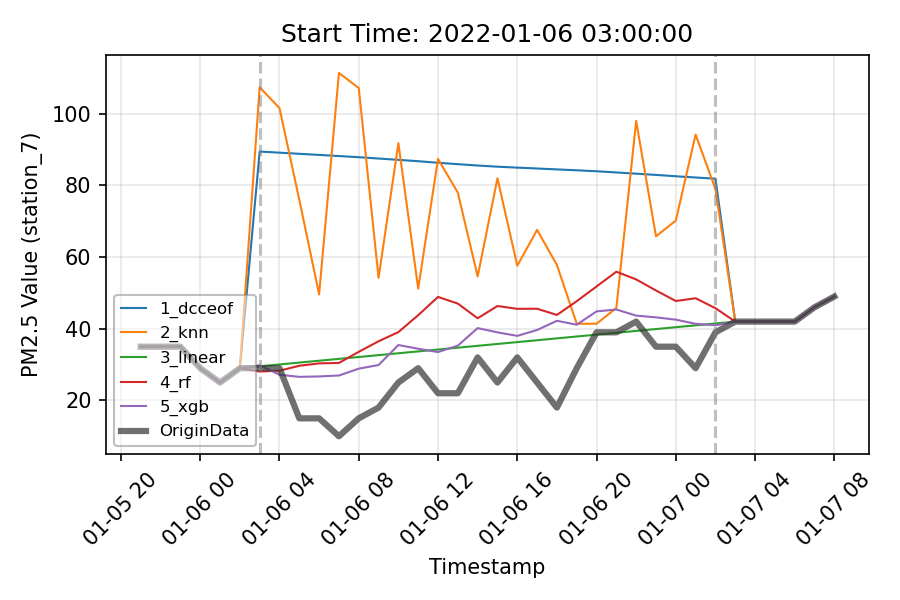 Start Time: 2022-01-06 03:00:00
PM2.5 Value (station_7)
100
80
60
40
20
1_dcceof
2_knn
3_linear
4_rf
5_xgb
OriginData
01-05 20
01-06 00
01-06 04
01-06 08
01-06 12
01-06 16
01-06 20
01-07 00
01-07 04
01-07 08
Timestamp